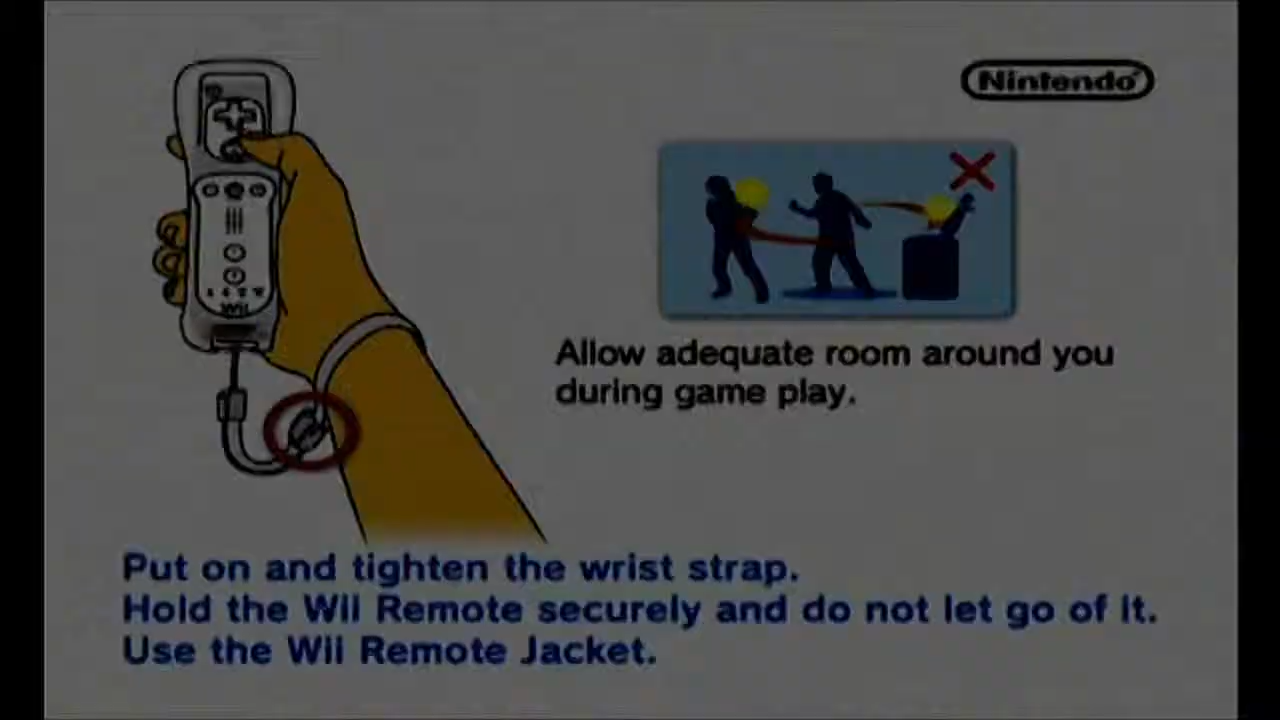 Nintendo
Allow adequate room around you
during game play.
Wii
Put on and tighten the wrist strap.
Hold the Wii Remote securely and do not let go of it.
Use the Wii Remote Jacket.